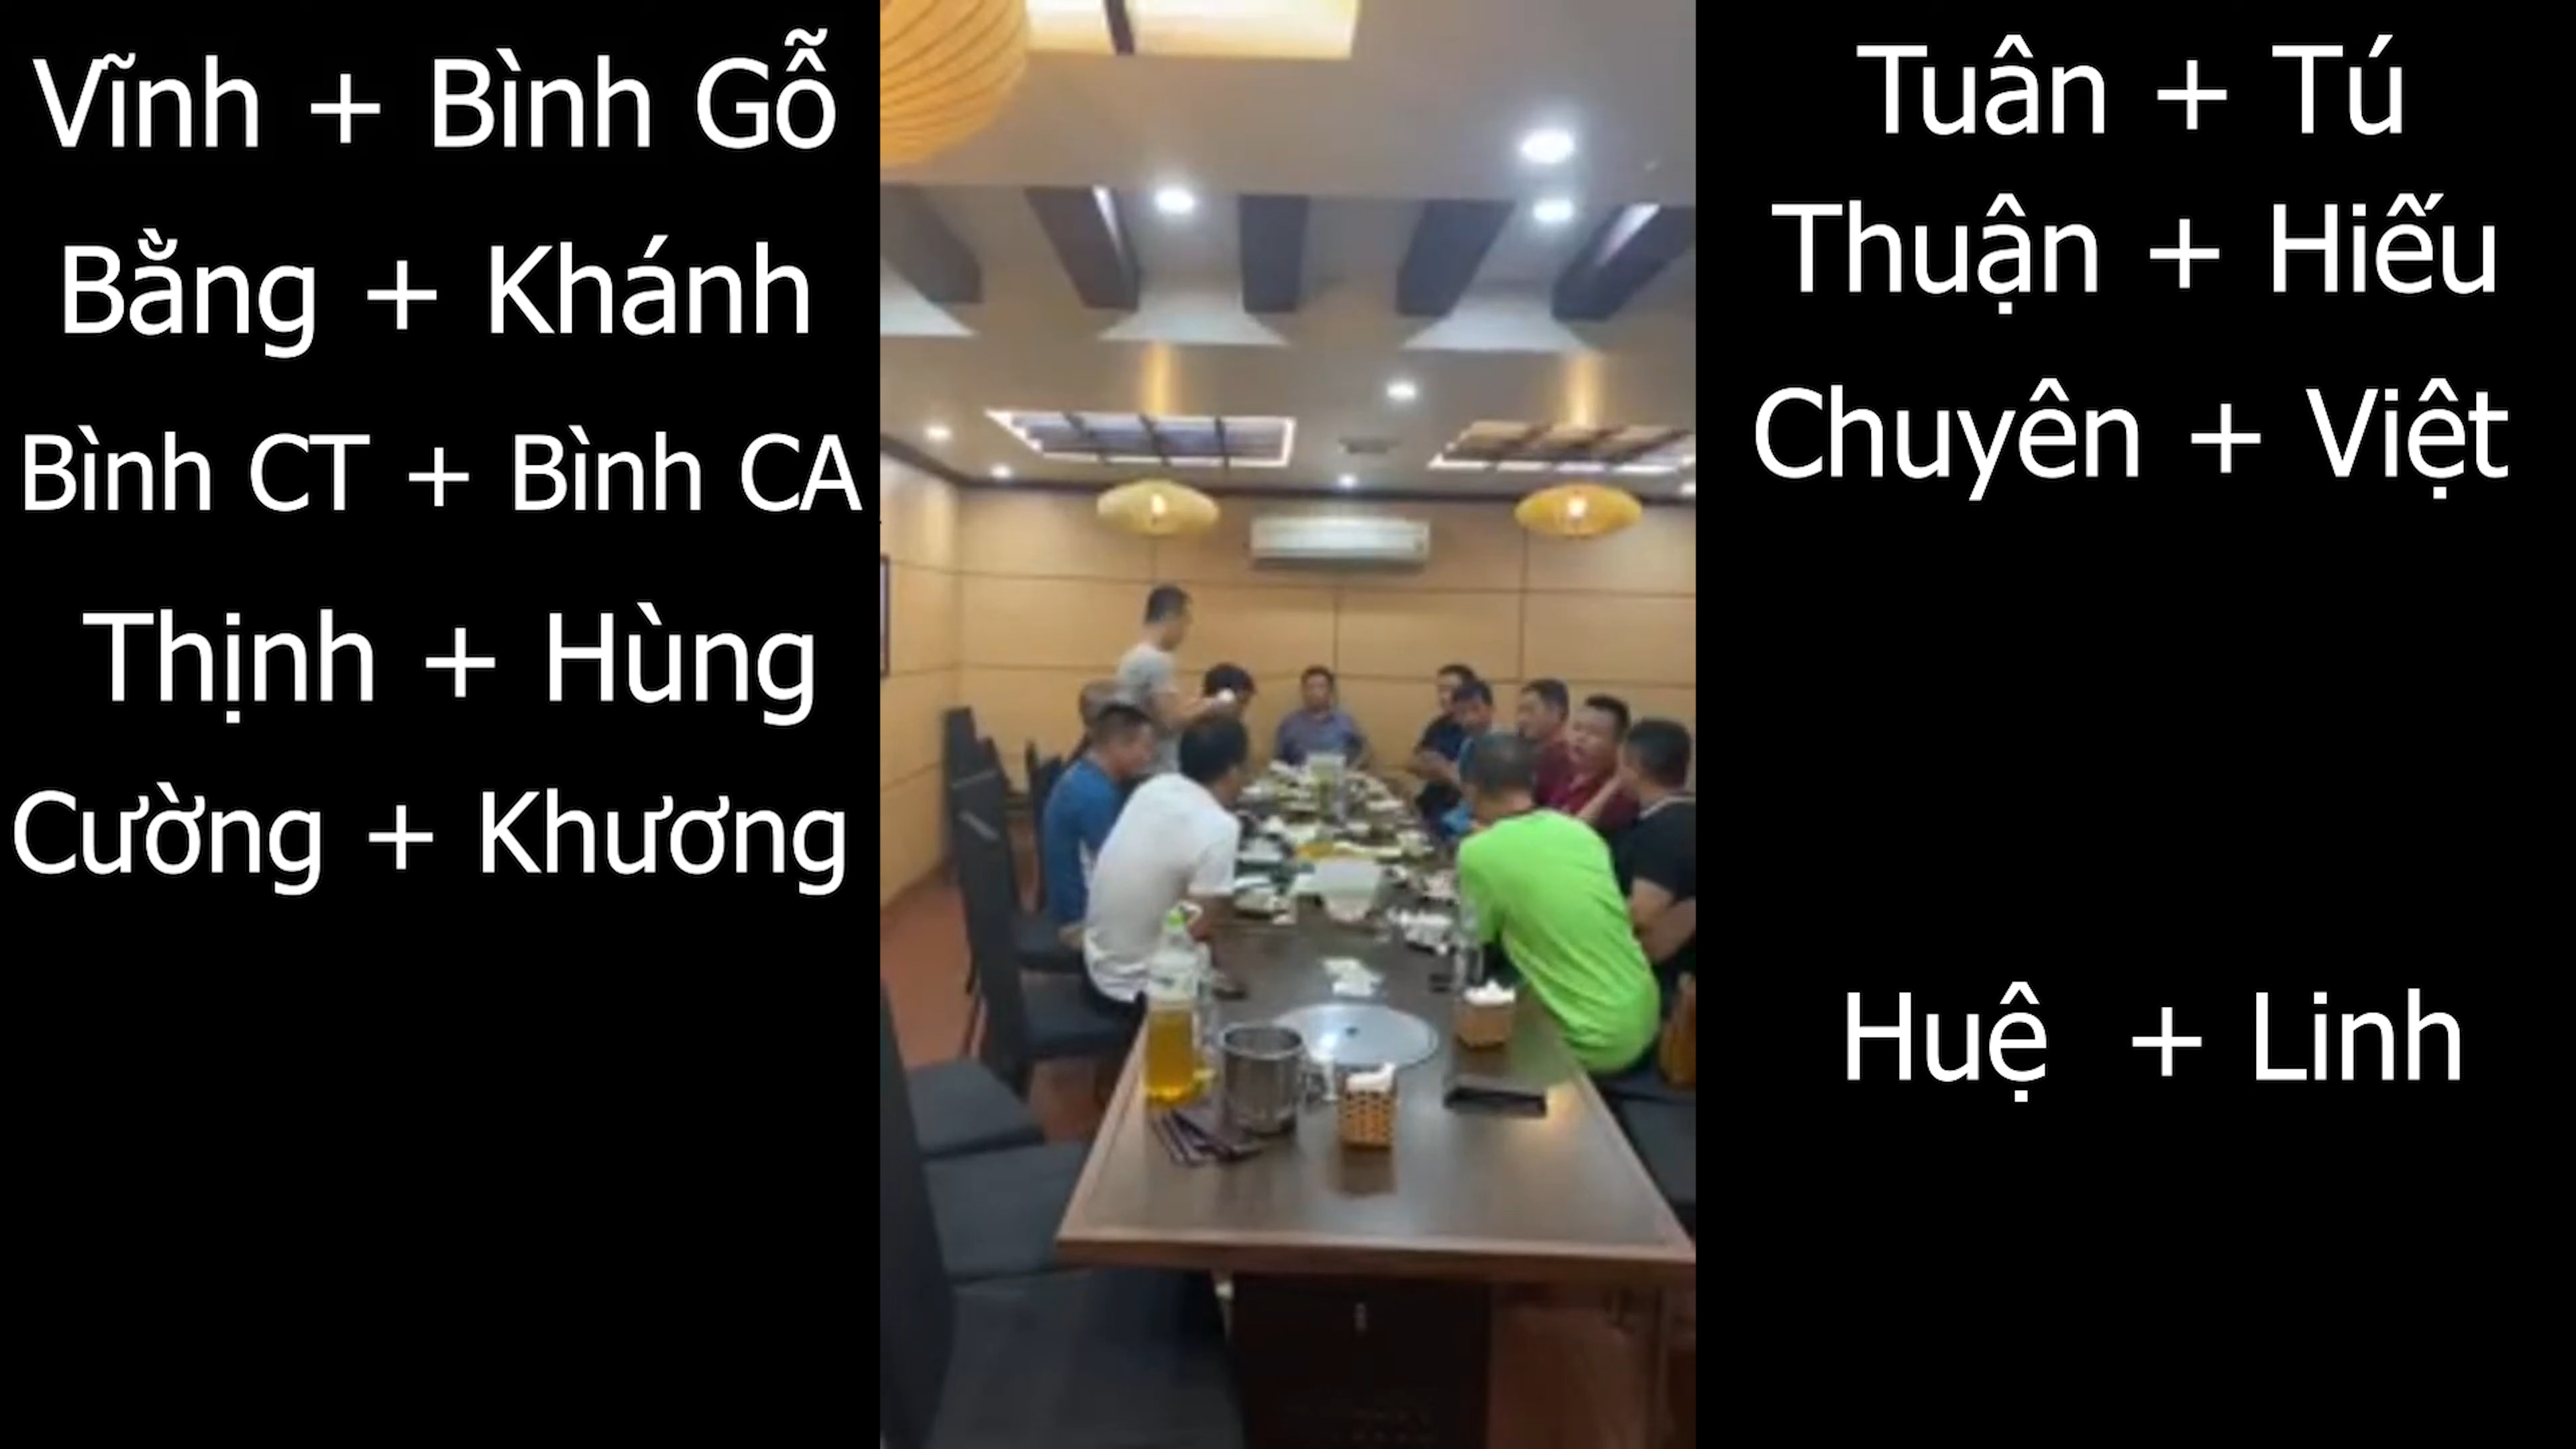 Vĩnh + Bình Gỗ
Bằng + Khánh
Bình CT + Bình CA
Thịnh + Hùng
Cường + Khương
Tuân + Tú
Thuận + Hiếu
Chuyên + Việt
Huệ + Linh